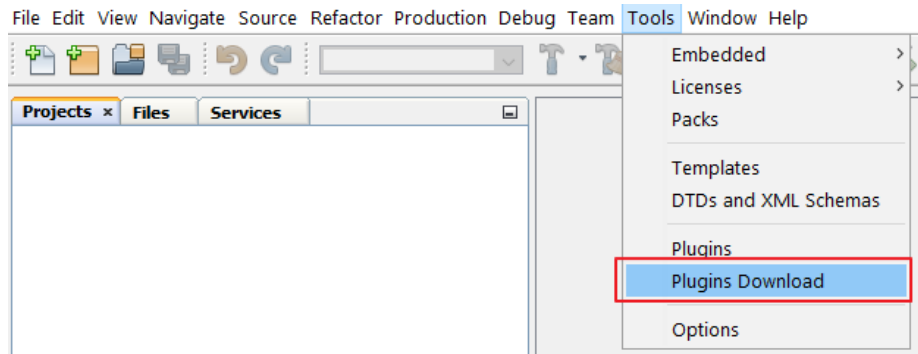 File Edit View Navigate Source Refactor Production Debug Team Tools Window Help
Embedded
Licenses
Packs
Projects × Files Services
Templates
DTDs and XML Schemas
Plugins
Plugins Download
Options